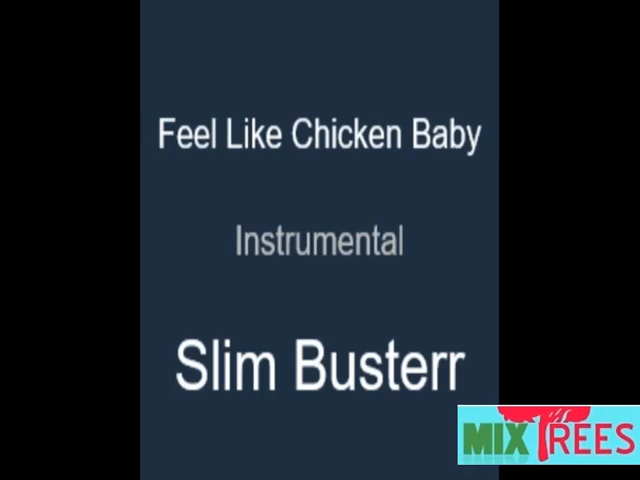 Feel Like Chicken Baby
Instrumental
Slim Busterr
MIXTREES